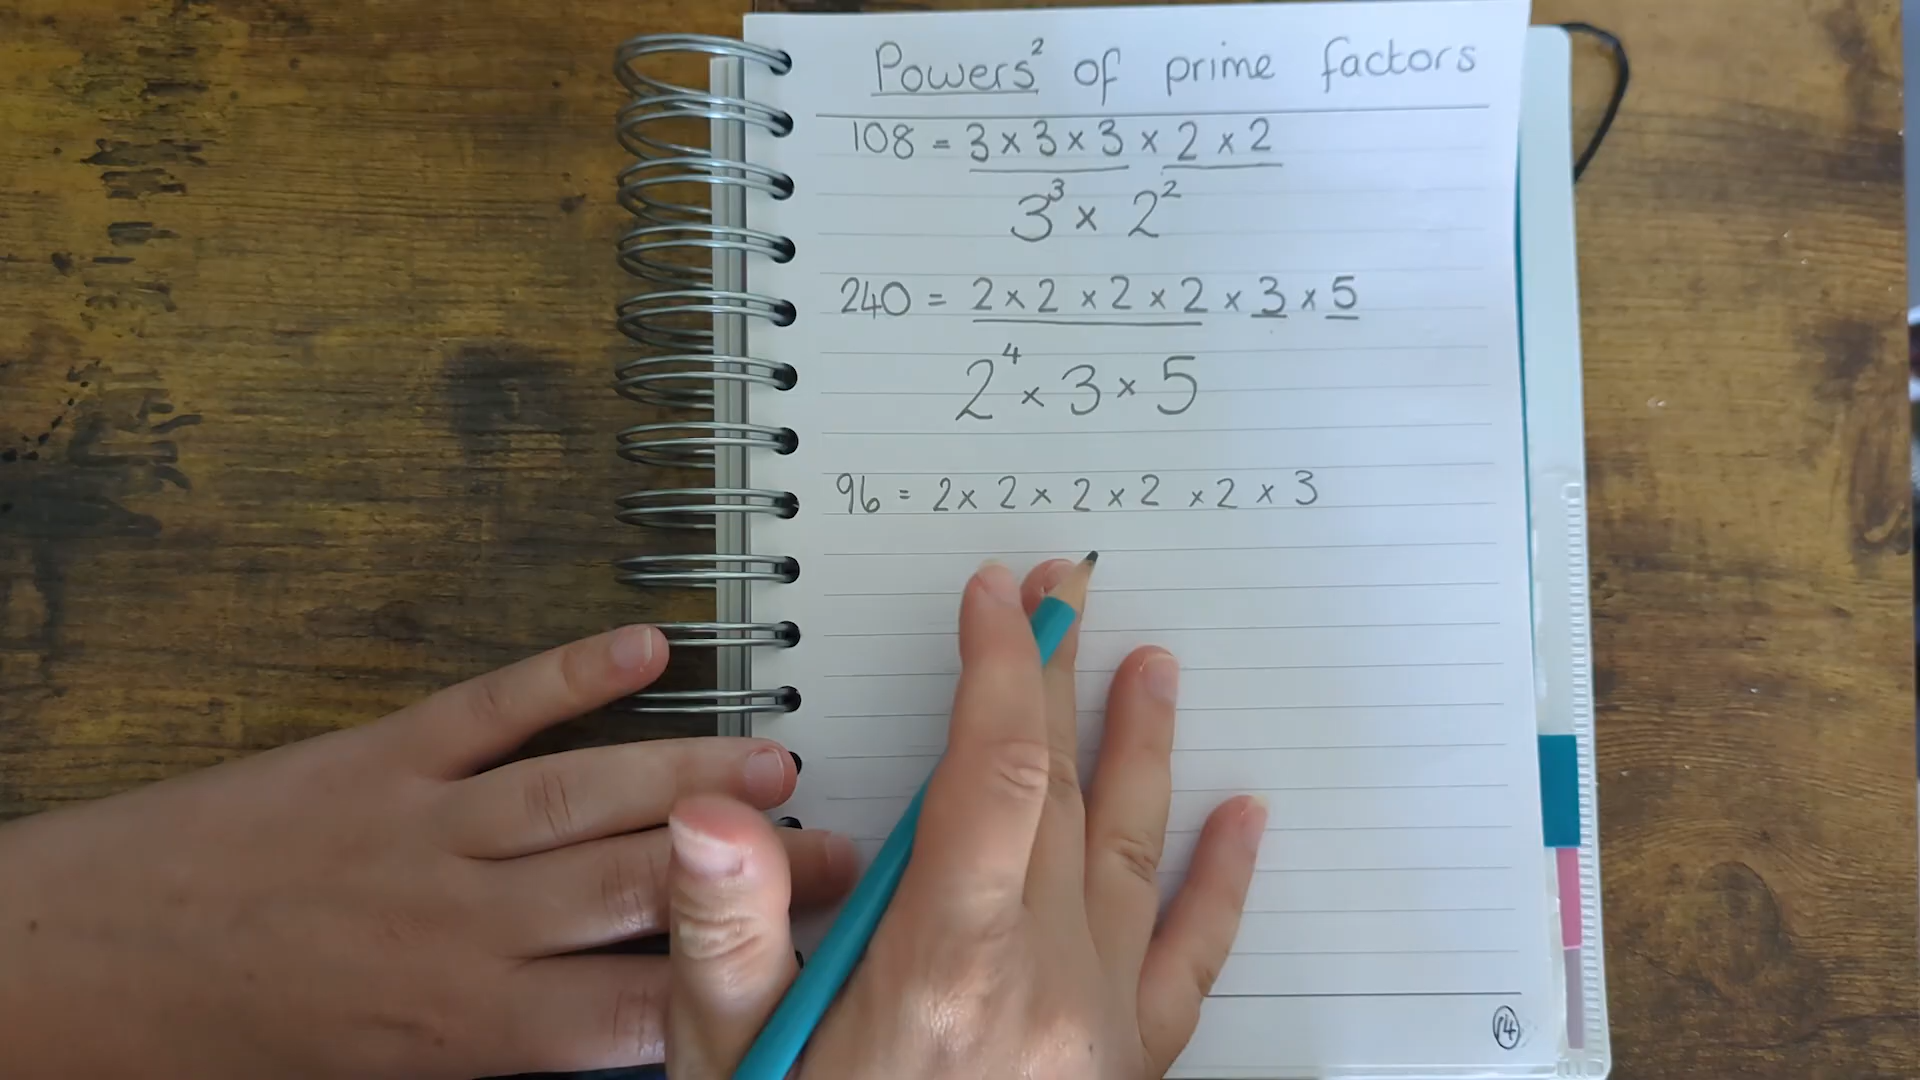 Powers² of prime factors
108 = 3 × 3 × 3 × 2 × 2
3³ × 2²
240 = 2 × 2 × 2 × 2 × 3 × 5
2⁴ × 3 × 5
96 = 2 × 2 × 2 × 2 × 2 × 3
14